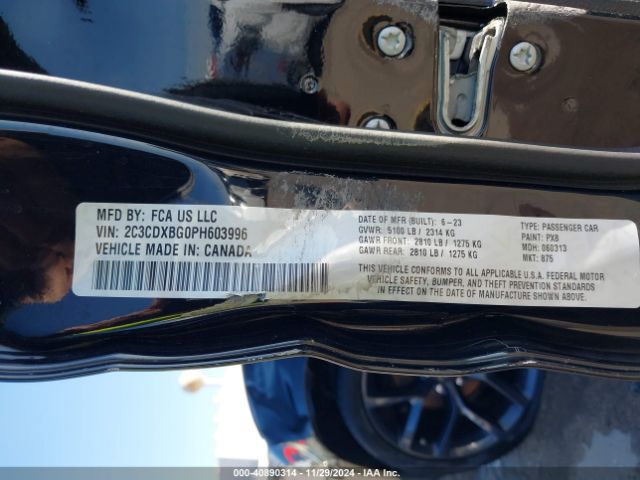 MFD BY: FCA US LLC
VIN: 2C3CDXBG0PH603996
VEHICLE MADE IN: CANADA
DATE OF MFR (BUILT): 6-23
GVWR: 5100 LB / 2314 KG
GAWR FRONT: 2810 LB / 1275 KG
GAWR REAR: 2810 LB / 1275 KG
TYPE: PASSENGER CAR
PAINT: PX8
MDH: 060313
MKT: 875
THIS VEHICLE CONFORMS TO ALL APPLICABLE U.S.A. FEDERAL MOTOR
VEHICLE SAFETY, BUMPER, AND THEFT PREVENTION STANDARDS
IN EFFECT ON THE DATE OF MANUFACTURE SHOWN ABOVE.
000-40890314 - 11/29/2024 - IAA Inc.